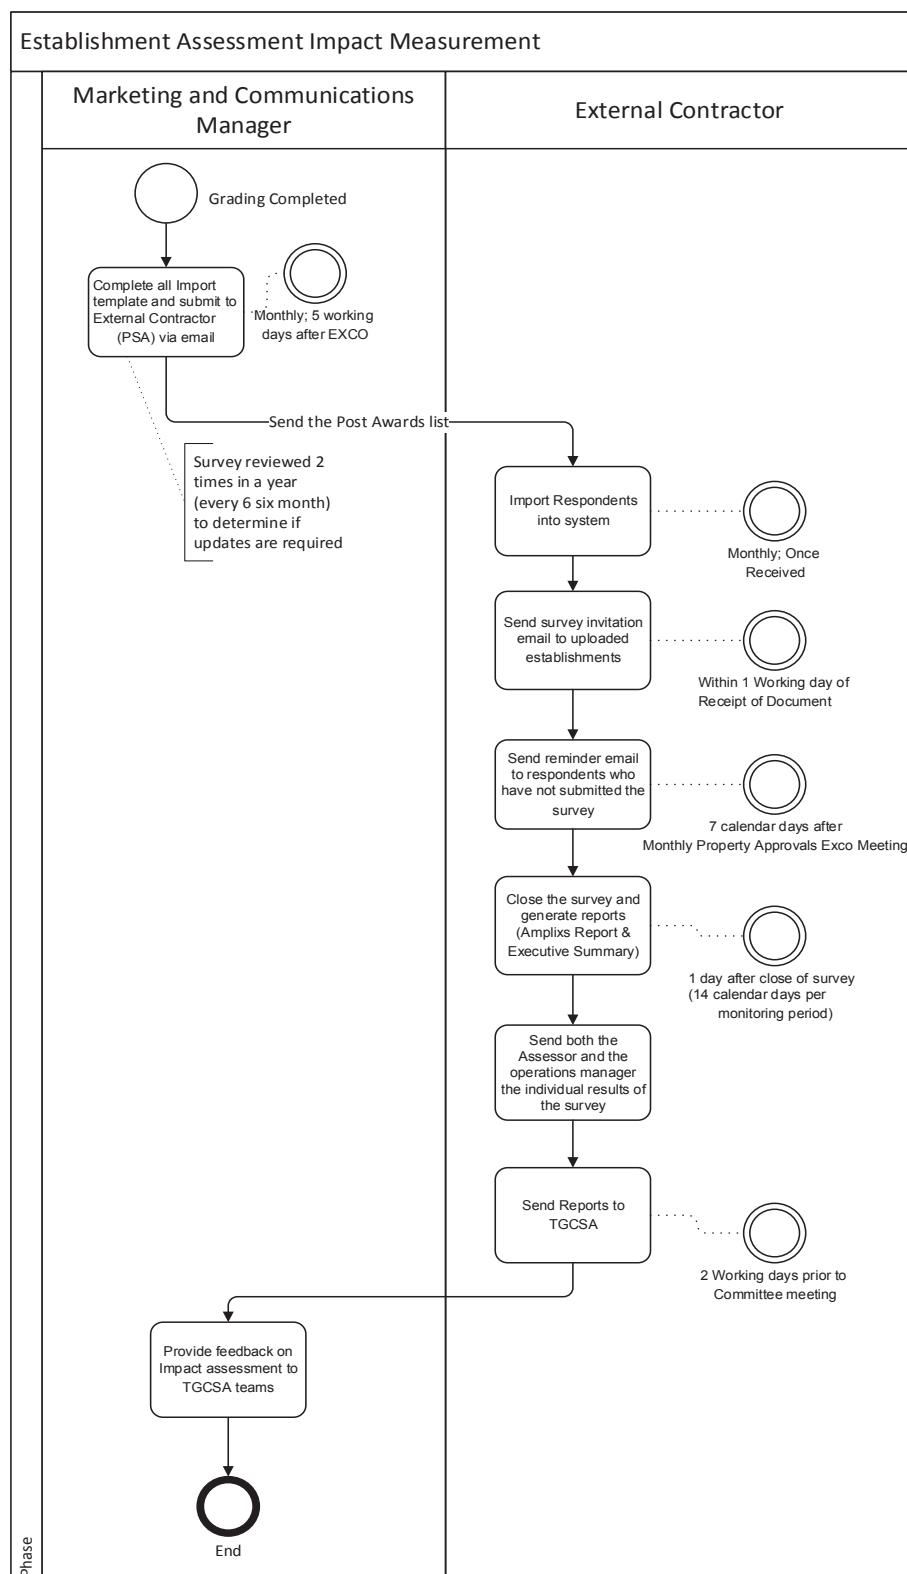 Establishment Assessment Impact Measurement
Marketing and Communications
Manager
External Contractor
Grading Completed
Complete all Import
template and submit to
External Contractor
(PSA) via email
Monthly; 5 working
days after EXCO
Send the Post Awards list
Survey reviewed 2
times in a year
(every 6 six month)
to determine if
updates are required
Import Respondents
into system
Monthly; Once
Received
Send survey invitation
email to uploaded
establishments
Within 1 Working day of
Receipt of Document
Send reminder email
to respondents who
have not submitted the
survey
7 calendar days after
Monthly Property Approvals Exco Meeting
Close the survey and
generate reports
(Amplixs Report &
Executive Summary)
1 day after close of survey
(14 calendar days per
monitoring period)
Send both the
Assessor and the
operations manager
the individual results of
the survey
Send Reports to
TGCSA
2 Working days prior to
Committee meeting
Provide feedback on
Impact assessment to
TGCSA teams
End
Phase